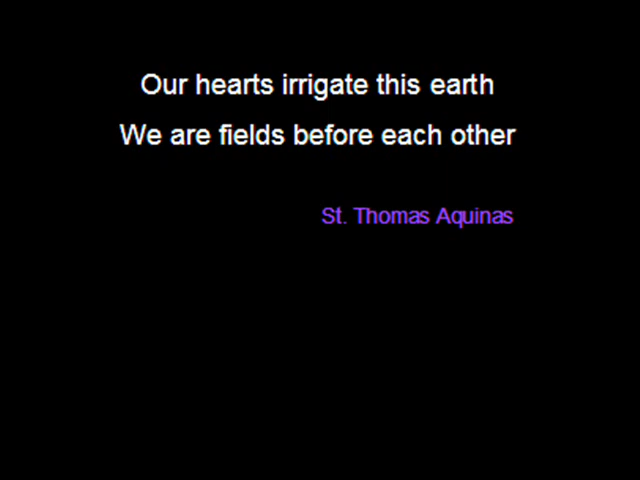 Our hearts irrigate this earth
We are fields before each other
St. Thomas Aquinas